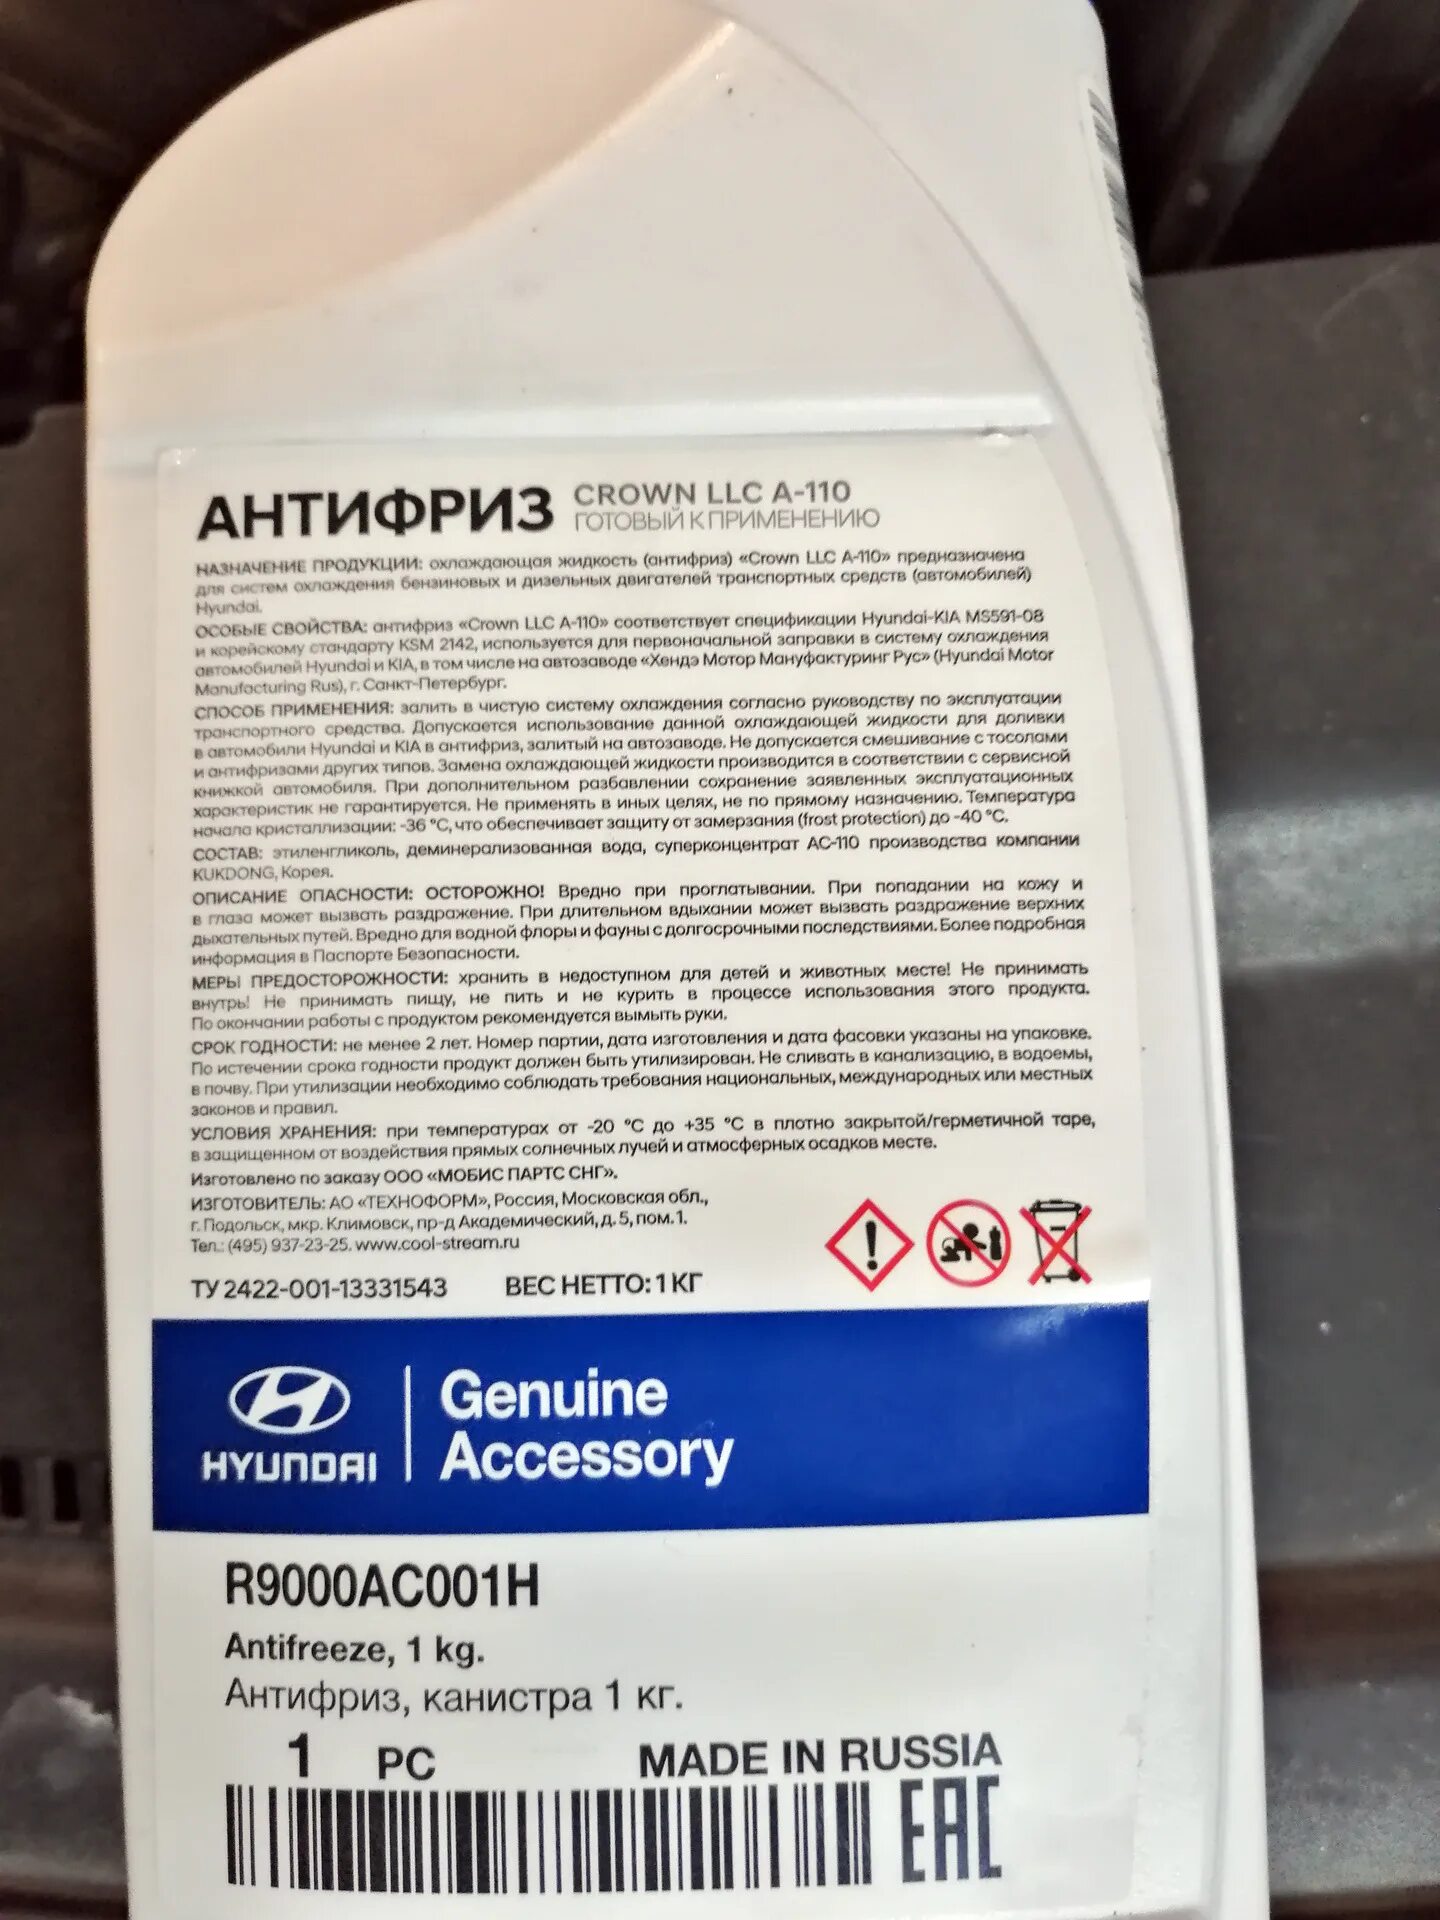 АНТИФРИЗ CROWN LLC A-110
ГОТОВЫЙ К ПРИМЕНЕНИЮ
НАЗНАЧЕНИЕ ПРОДУКЦИИ: охлаждающая жидкость (антифриз) «Crown LLC A-110» предназначена
для систем охлаждения бензиновых и дизельных двигателей транспортных средств (автомобилей)
Hyundai.
ОСОБЫЕ СВОЙСТВА: антифриз «Crown LLC A-110» соответствует спецификации Hyundai-KIA MS591-08
и корейскому стандарту KSM 2142, используется для первоначальной заправки в систему охлаждения
автомобилей Hyundai и KIA, в том числе на автозаводе «Хендэ Мотор Мануфактуринг Рус» (Hyundai Motor
Manufacturing Rus), г. Санкт-Петербург.
СПОСОБ ПРИМЕНЕНИЯ: залить в чистую систему охлаждения согласно руководству по эксплуатации
транспортного средства. Допускается использование данной охлаждающей жидкости для доливки
в автомобили Hyundai и KIA в антифриз, залитый на автозаводе. Не допускается смешивание с тосолами
и антифризами других типов. Замена охлаждающей жидкости производится в соответствии с сервисной
книжкой автомобиля. При дополнительном разбавлении сохранение заявленных эксплуатационных
характеристик не гарантируется. Не применять в иных целях, не по прямому назначению. Температура
начала кристаллизации: -36 °C, что обеспечивает защиту от замерзания (frost protection) до -40 °C.
СОСТАВ: этиленгликоль, деминерализованная вода, суперконцентрат AC-110 производства компании
KUKDONG, Корея.
ОПИСАНИЕ ОПАСНОСТИ: ОСТОРОЖНО! Вредно при проглатывании. При попадании на кожу и
в глаза может вызвать раздражение. При длительном вдыхании может вызвать раздражение верхних
дыхательных путей. Вредно для водной флоры и фауны с долгосрочными последствиями. Более подробная
информация в Паспорте Безопасности.
МЕРЫ ПРЕДОСТОРОЖНОСТИ: хранить в недоступном для детей и животных месте! Не принимать
внутрь! Не принимать пищу, не пить и не курить в процессе использования этого продукта.
По окончании работы с продуктом рекомендуется вымыть руки.
СРОК ГОДНОСТИ: не менее 2 лет. Номер партии, дата изготовления и дата фасовки указаны на упаковке.
По истечении срока годности продукт должен быть утилизирован. Не сливать в канализацию, в водоемы,
в почву. При утилизации необходимо соблюдать требования национальных, международных или местных
законов и правил.
УСЛОВИЯ ХРАНЕНИЯ: при температурах от -20 °C до +35 °C в плотно закрытой/герметичной таре,
в защищенном от воздействия прямых солнечных лучей и атмосферных осадков месте.
Изготовлено по заказу ООО «МОБИС ПАРТС СНГ».
ИЗГОТОВИТЕЛЬ: АО «ТЕХНОФОРМ», Россия, Московская обл.,
г. Подольск, мкр. Климовск, пр-д Академический, д. 5, пом. 1.
Тел.: (495) 937-23-25. www.cool-stream.ru
ТУ 2422-001-13331543 ВЕС НЕТТО: 1 КГ
HYUNDAI
Genuine
Accessory
R9000AC001H
Antifreeze, 1 kg.
Антифриз, канистра 1 кг.
1 PC MADE IN RUSSIA
EAC